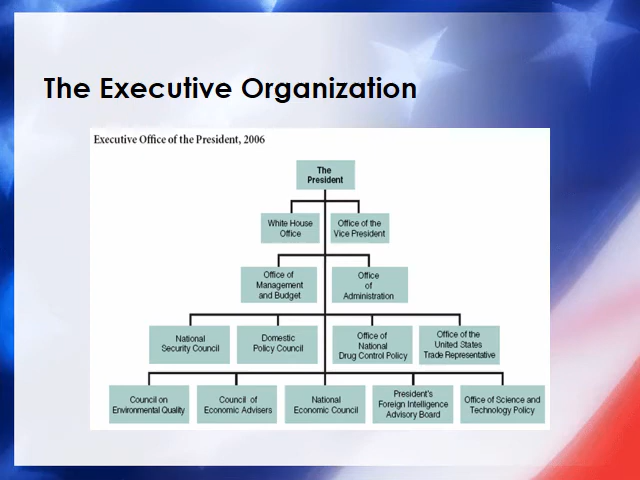 The Executive Organization
Executive Office of the President, 2006
The
President
White House
Office
Office of the
Vice President
Office of
Management
and Budget
Office
of
Administration
National
Security Council
Domestic
Policy Council
Office of
National
Drug Control Policy
Office of the
United States
Trade Representative
Council on
Environmental Quality
Council of
Economic Advisers
National
Economic Council
President's
Foreign Intelligence
Advisory Board
Office of Science and
Technology Policy